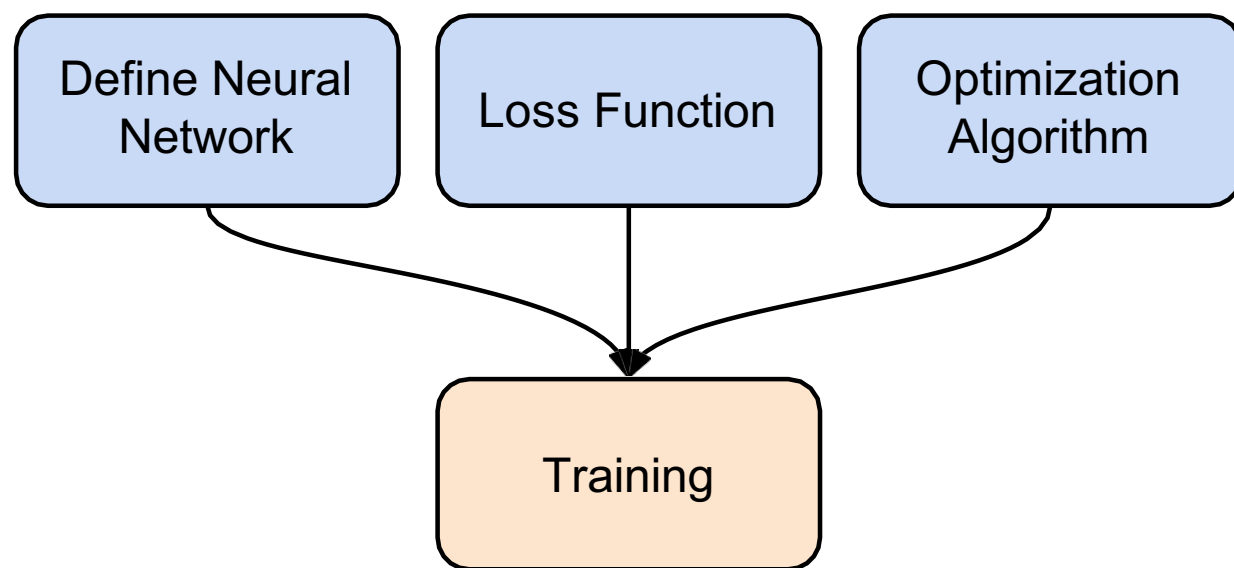 Define Neural
Network
Loss Function
Optimization
Algorithm
Training